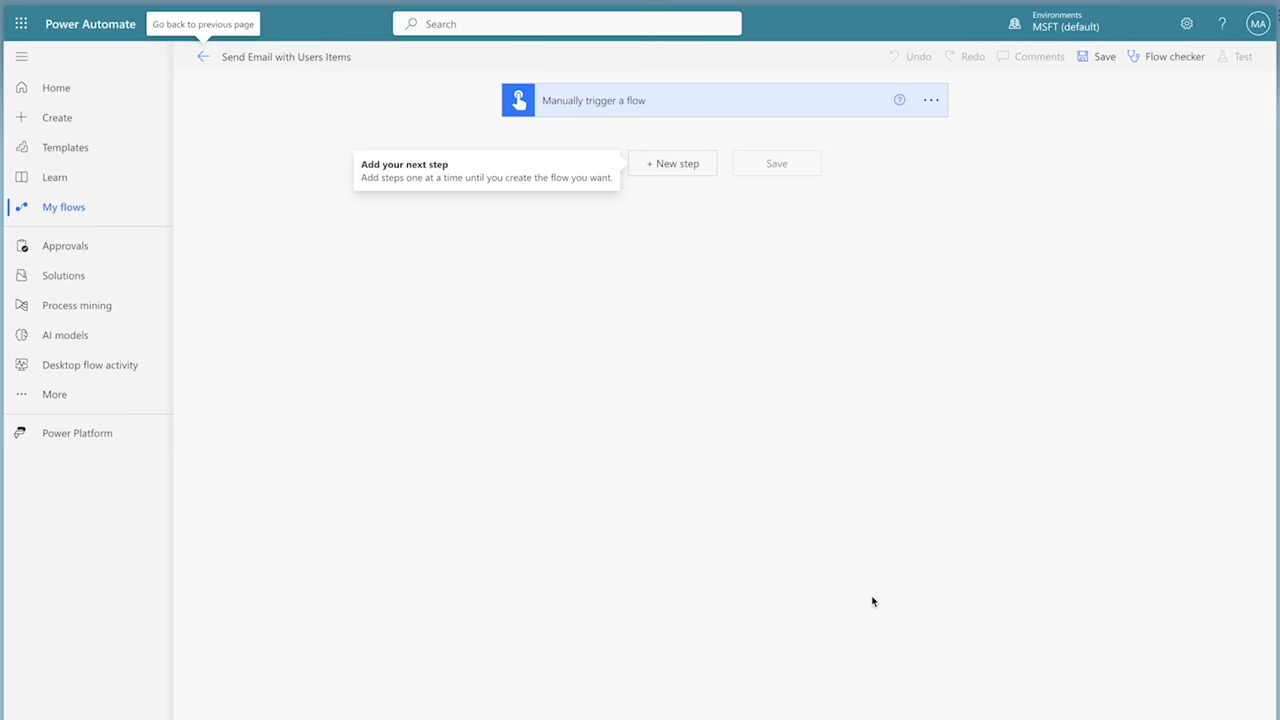 Power Automate
Go back to previous page
Search
Environments
MSFT (default)
MA
Send Email with Users Items
Undo
Redo
Comments
Save
Flow checker
Test
Home
Create
Templates
Learn
My flows
Approvals
Solutions
Process mining
AI models
Desktop flow activity
More
Power Platform
Manually trigger a flow
Add your next step
Add steps one at a time until you create the flow you want.
+ New step
Save